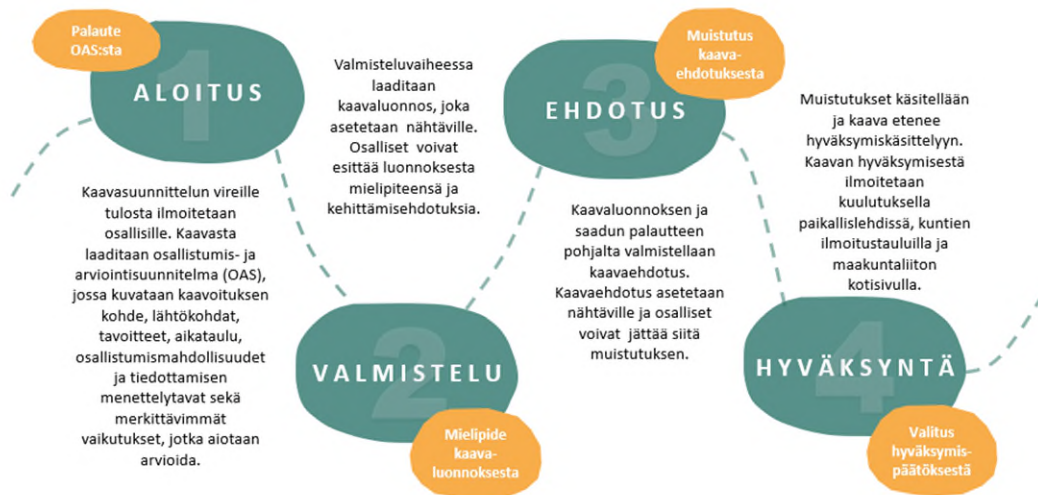 Palaute
OAS:sta
1
ALOITUS
Kaavasuunnittelun vireille
tulosta ilmoitetaan
osallisille. Kaavasta
laaditaan osallistumis- ja
arviointisuunnitelma (OAS),
jossa kuvataan kaavoituksen
kohde, lähtökohdat,
tavoitteet, aikataulu,
osallistumismahdollisuudet
ja tiedottamisen
menettelytavat sekä
merkittävimmät
vaikutukset, jotka aiotaan
arvioida.
Valmisteluvaiheessa
laaditaan
kaavaluonnos, joka
asetetaan nähtäville.
Osalliset voivat
esittää luonnoksesta
mielipiteensä ja
kehittämisehdotuksia.
2
VALMISTELU
Mielipide
kaava-
luonnoksesta
Muistutus
kaava-
ehdotuksesta
3
EHDOTUS
Kaavaluonnoksen ja
saadun palautteen
pohjalta valmistellaan
kaavaehdotus.
Kaavaehdotus asetetaan
nähtäville ja osalliset
voivat jättää siitä
muistutuksen.
Muistutukset käsitellään
ja kaava etenee
hyväksymiskäsittelyyn.
Kaavan hyväksymisestä
ilmoitetaan
kuulutuksella
paikallislehdissä, kuntien
ilmoitustauluilla ja
maakuntaliiton
kotisivulla.
4
HYVÄKSYNTÄ
Valitus
hyväksymis-
päätöksestä